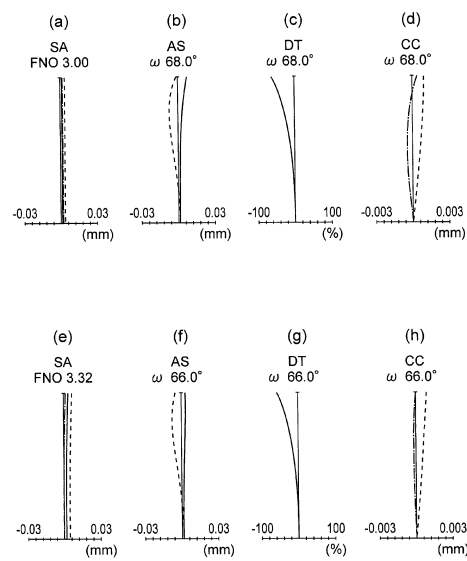 (a) (b) (c) (d)
SA AS DT CC
FNO 3.00 ω 68.0° ω 68.0° ω 68.0°
-0.03 0.03 -0.03 0.03 -100 100 -0.003 0.003
(mm) (mm) (%) (mm)
(e) (f) (g) (h)
SA AS DT CC
FNO 3.32 ω 66.0° ω 66.0° ω 66.0°
-0.03 0.03 -0.03 0.03 -100 100 -0.003 0.003
(mm) (mm) (%) (mm)